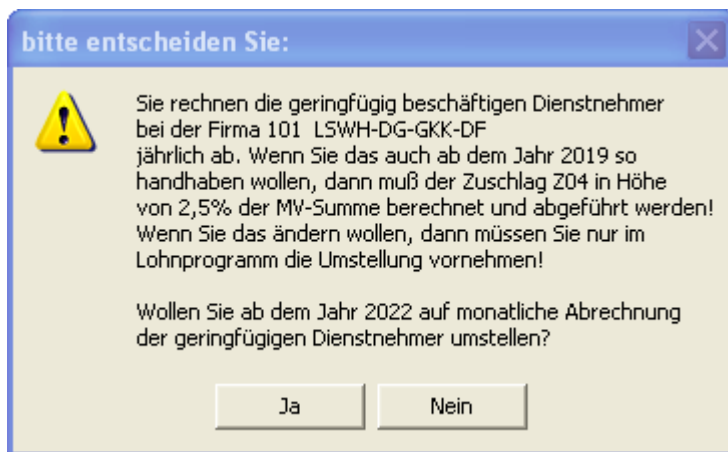 bitte entscheiden Sie:
Sie rechnen die geringfügig beschäftigen Dienstnehmer
bei der Firma 101 LSWH-DG-GKK-DF
jährlich ab. Wenn Sie das auch ab dem Jahr 2019 so
handhaben wollen, dann muß der Zuschlag Z04 in Höhe
von 2,5% der MV-Summe berechnet und abgeführt werden!
Wenn Sie das ändern wollen, dann müssen Sie nur im
Lohnprogramm die Umstellung vornehmen!
Wollen Sie ab dem Jahr 2022 auf monatliche Abrechnung
der geringfügigen Dienstnehmer umstellen?
Ja Nein